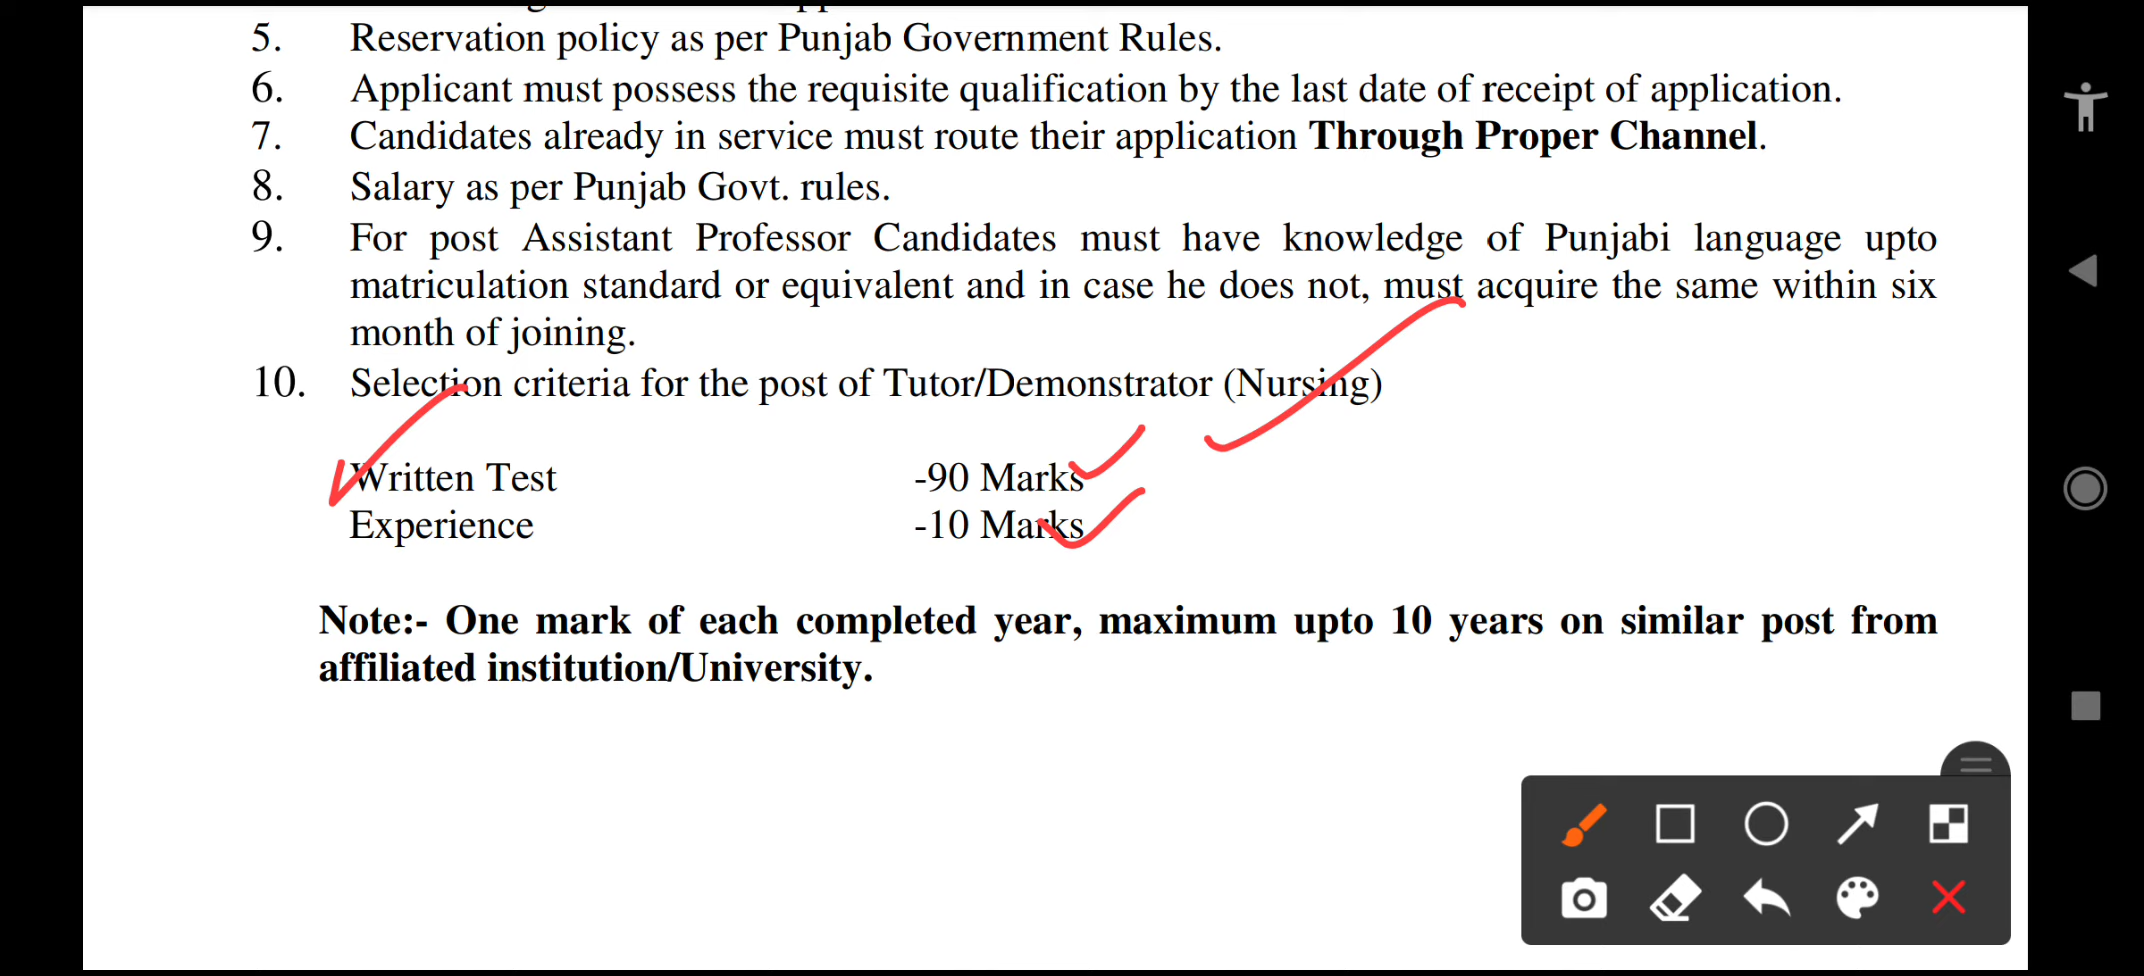 5. Reservation policy as per Punjab Government Rules.
6. Applicant must possess the requisite qualification by the last date of receipt of application.
7. Candidates already in service must route their application Through Proper Channel.
8. Salary as per Punjab Govt. rules.
9. For post Assistant Professor Candidates must have knowledge of Punjabi language upto
matriculation standard or equivalent and in case he does not, must acquire the same within six
month of joining.
10. Selection criteria for the post of Tutor/Demonstrator (Nursing)
Written Test -90 Marks
Experience -10 Marks
Note:- One mark of each completed year, maximum upto 10 years on similar post from
affiliated institution/University.